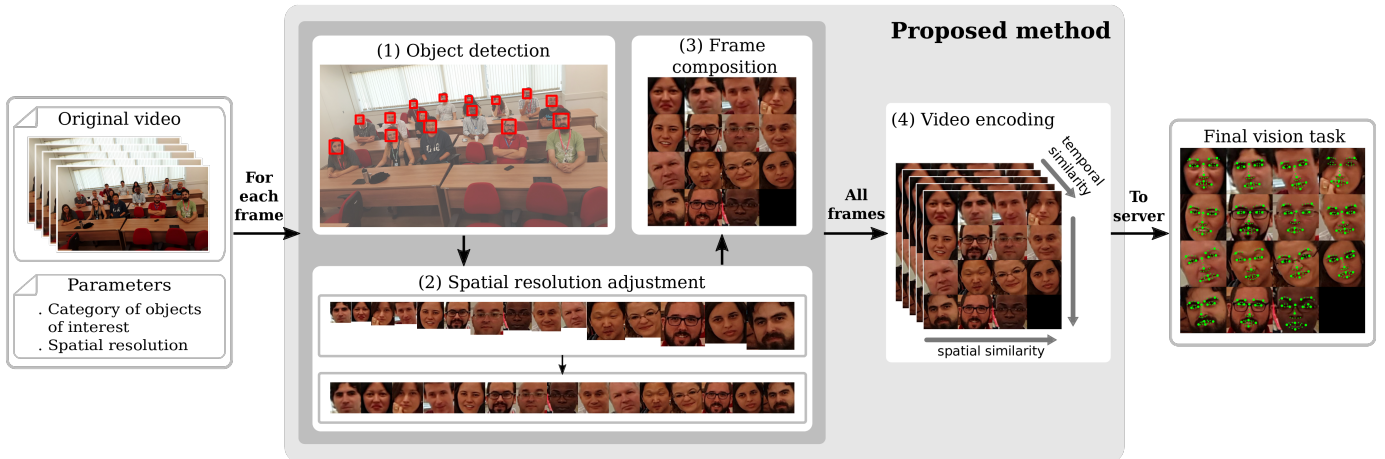 Proposed method
Original video
Parameters
. Category of objects
of interest
. Spatial resolution
For
each
frame
(1) Object detection
(2) Spatial resolution adjustment
(3) Frame
composition
All
frames
(4) Video encoding
temporal
similarity
spatial similarity
To
server
Final vision task